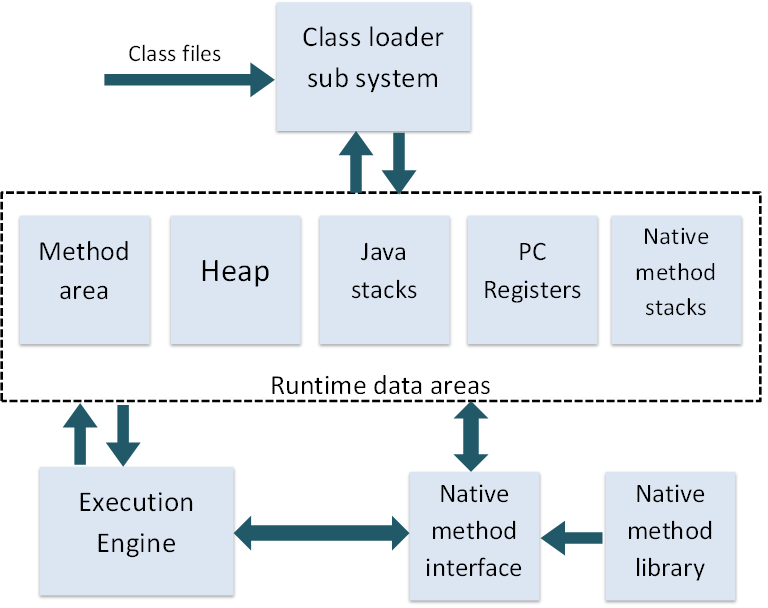 Class files
Class loader
sub system
Method
area
Heap
Java
stacks
PC
Registers
Native
method
stacks
Runtime data areas
Execution
Engine
Native
method
interface
Native
method
library